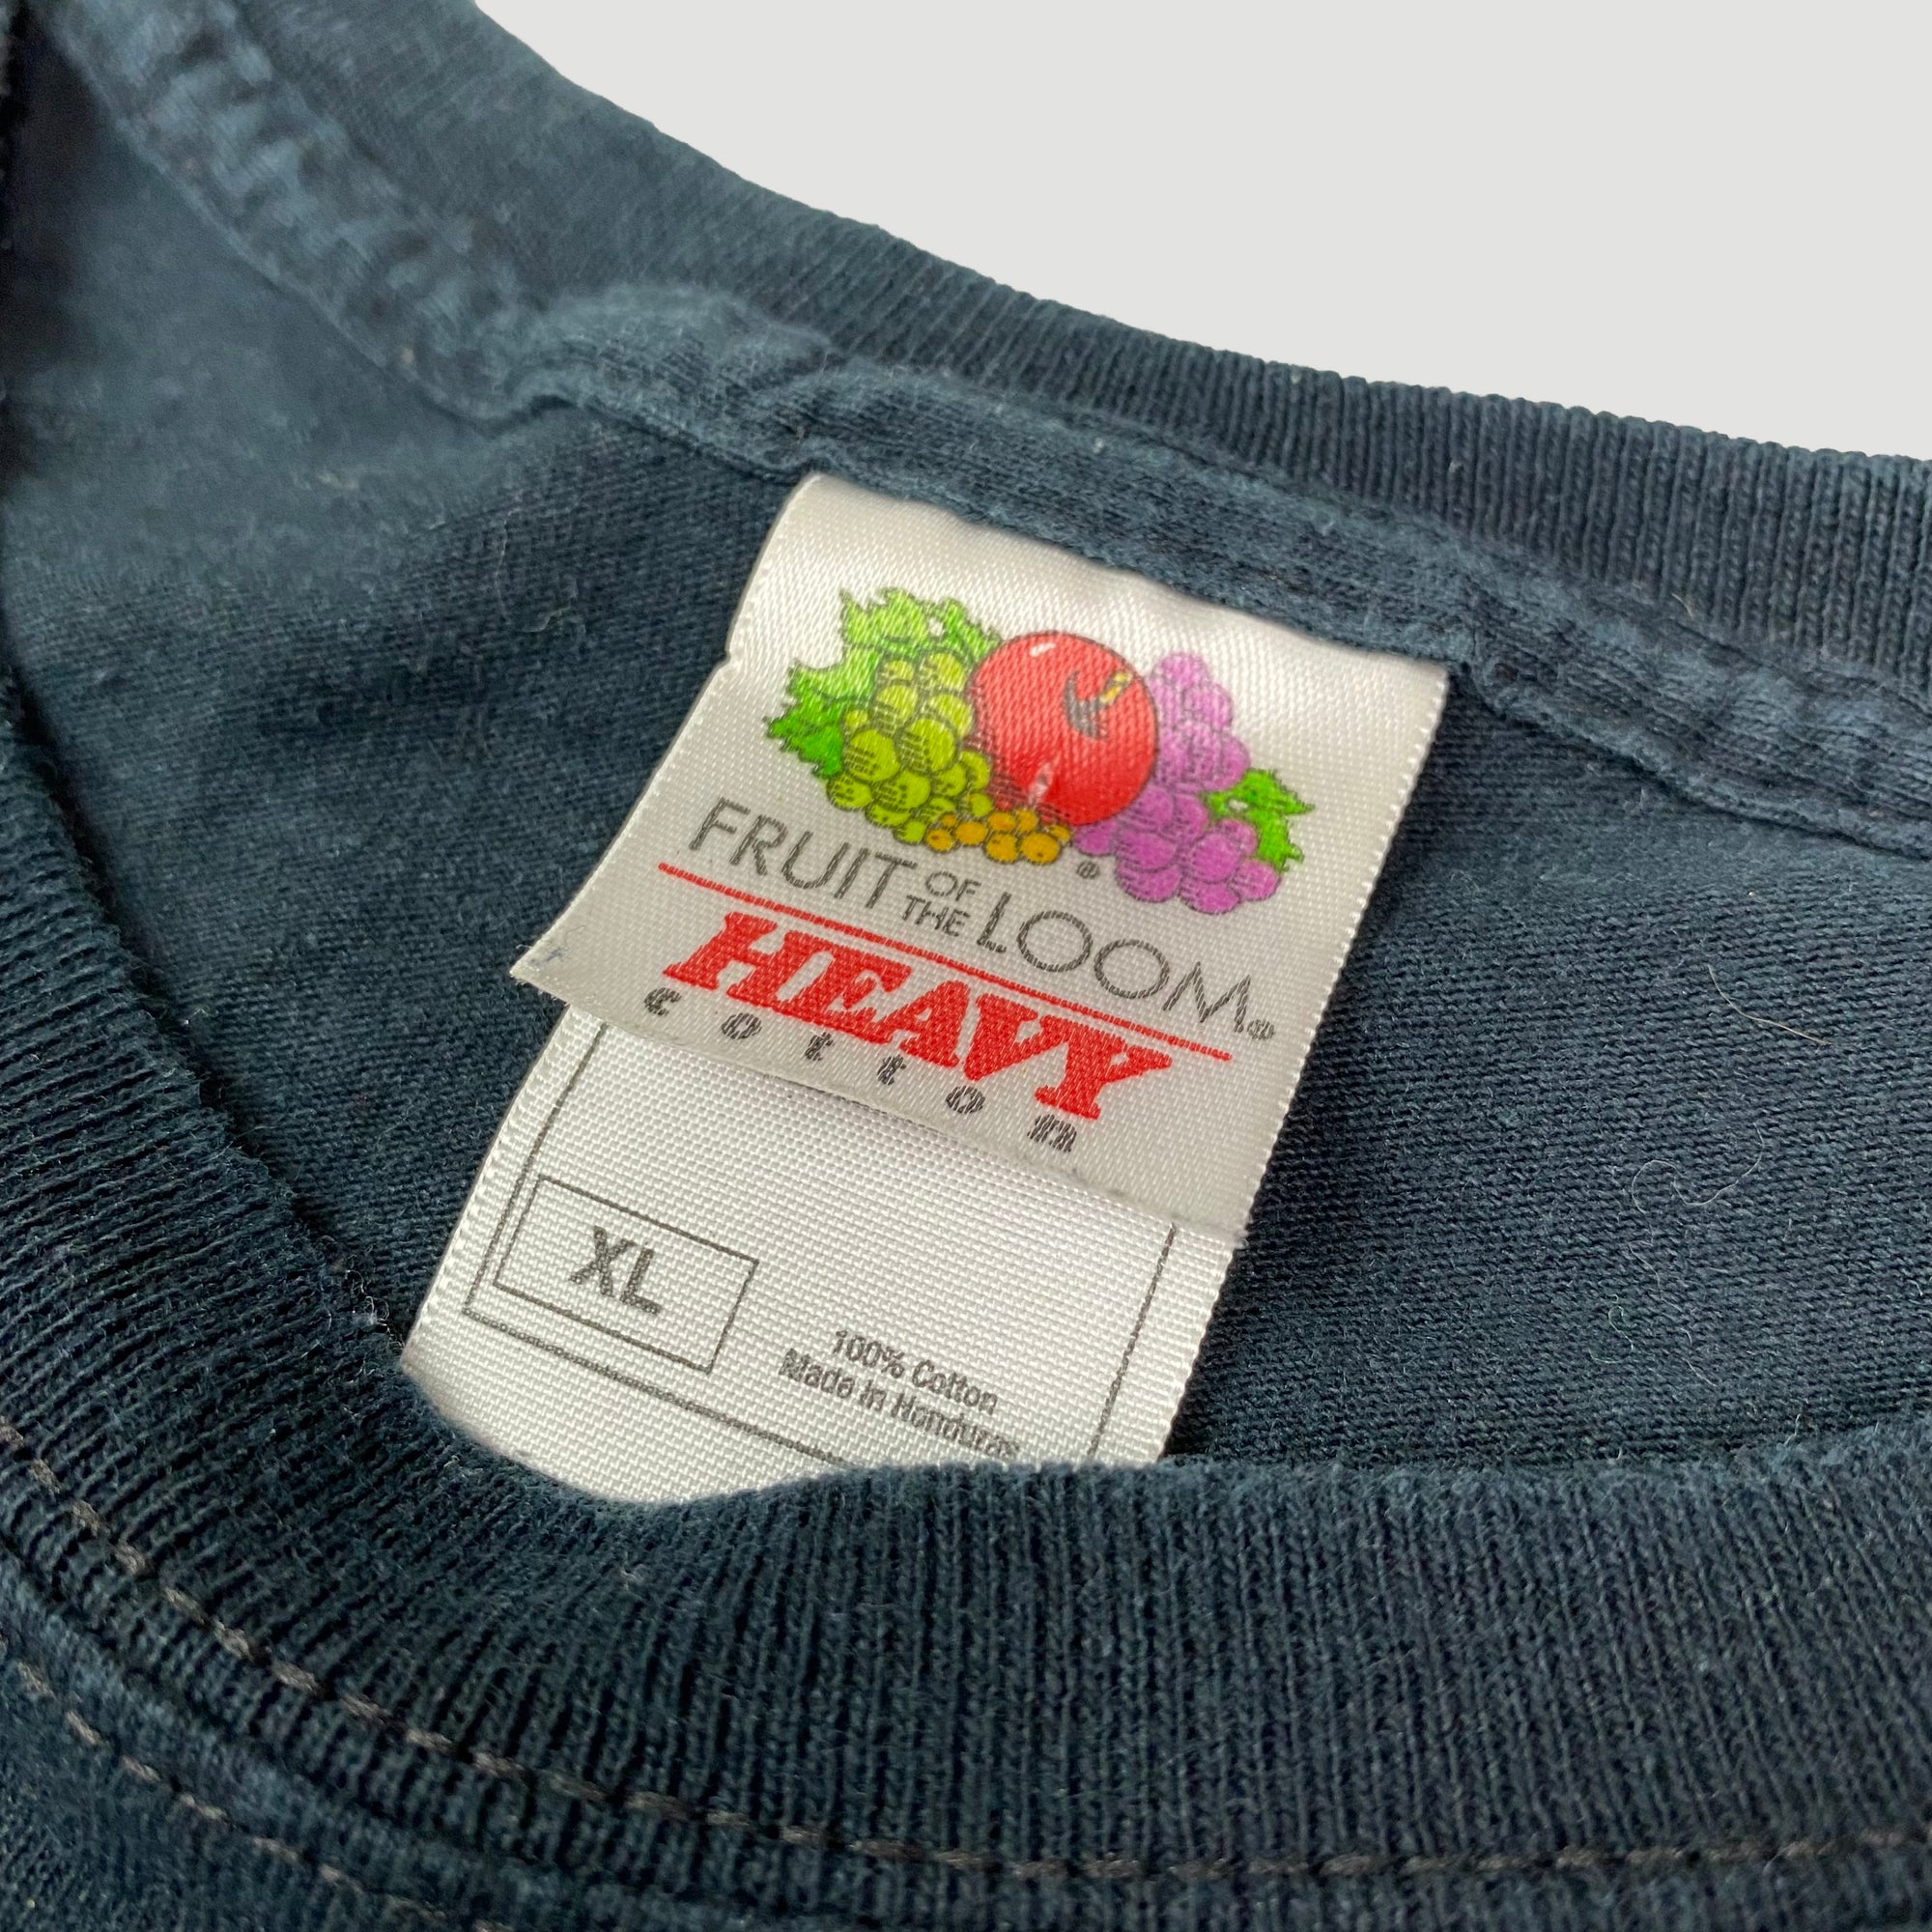 ®
FRUIT OF THE LOOM®
HEAVY
cotton
XL
100% Cotton
Made in Honduras